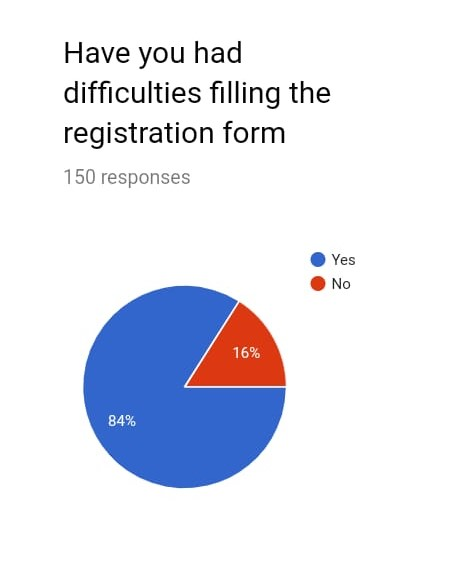 Have you had
difficulties filling the
registration form
150 responses
Yes
No
16%
84%